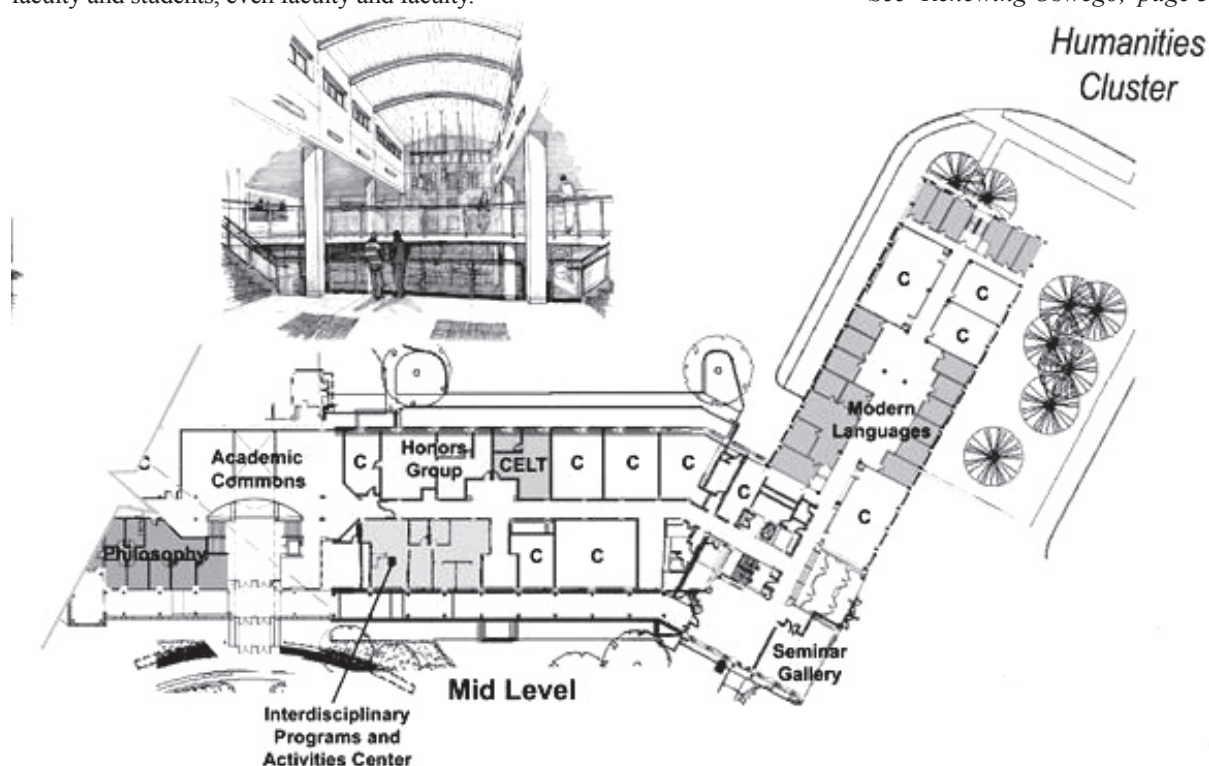 faculty and students, even faculty and faculty.
See 'Renewing Oswego,' page 3
Humanities
Cluster
C
C
C
Modern
Languages
Academic
Commons
C
Honors
Group
CELT
C
C
C
C
C
Philosophy
C
C
Seminar
Gallery
Mid Level
Interdisciplinary
Programs and
Activities Center